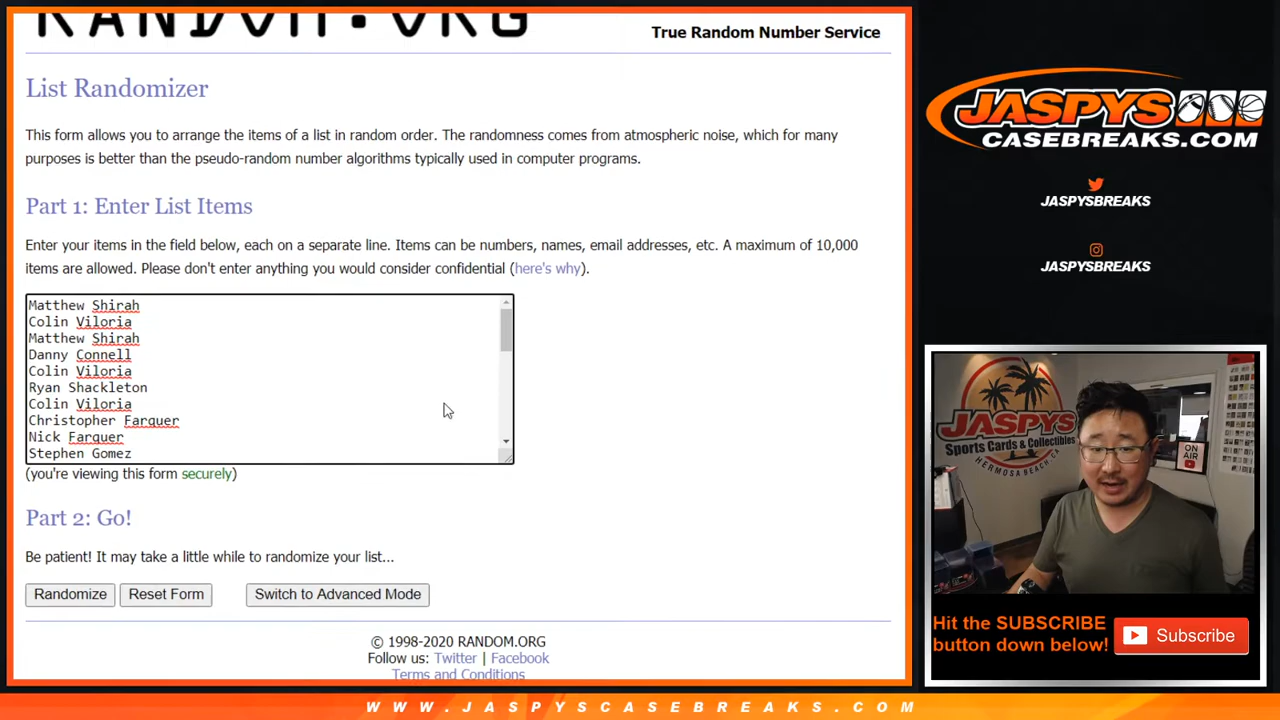 RANDOM.ORG
True Random Number Service
List Randomizer
This form allows you to arrange the items of a list in random order. The randomness comes from atmospheric noise, which for many
purposes is better than the pseudo-random number algorithms typically used in computer programs.
Part 1: Enter List Items
Enter your items in the field below, each on a separate line. Items can be numbers, names, email addresses, etc. A maximum of 10,000
items are allowed. Please don't enter anything you would consider confidential (here's why).
Matthew Shirah
Colin Viloria
Matthew Shirah
Danny Connell
Colin Viloria
Ryan Shackleton
Colin Viloria
Christopher Farquer
Nick Farquer
Stephen Gomez
(you're viewing this form securely)
Part 2: Go!
Be patient! It may take a little while to randomize your list...
Randomize
Reset Form
Switch to Advanced Mode
© 1998-2020 RANDOM.ORG
Follow us: Twitter | Facebook
Terms and Conditions
JASPYS
CASEBREAKS.COM
JASPYSBREAKS
JASPYSBREAKS
JASPYS
Sports Cards & Collectibles
HERMOSA BEACH, CA
ON AIR
Hit the SUBSCRIBE
button down below!
Subscribe
WWW.JASPYSCASEBREAKS.COM